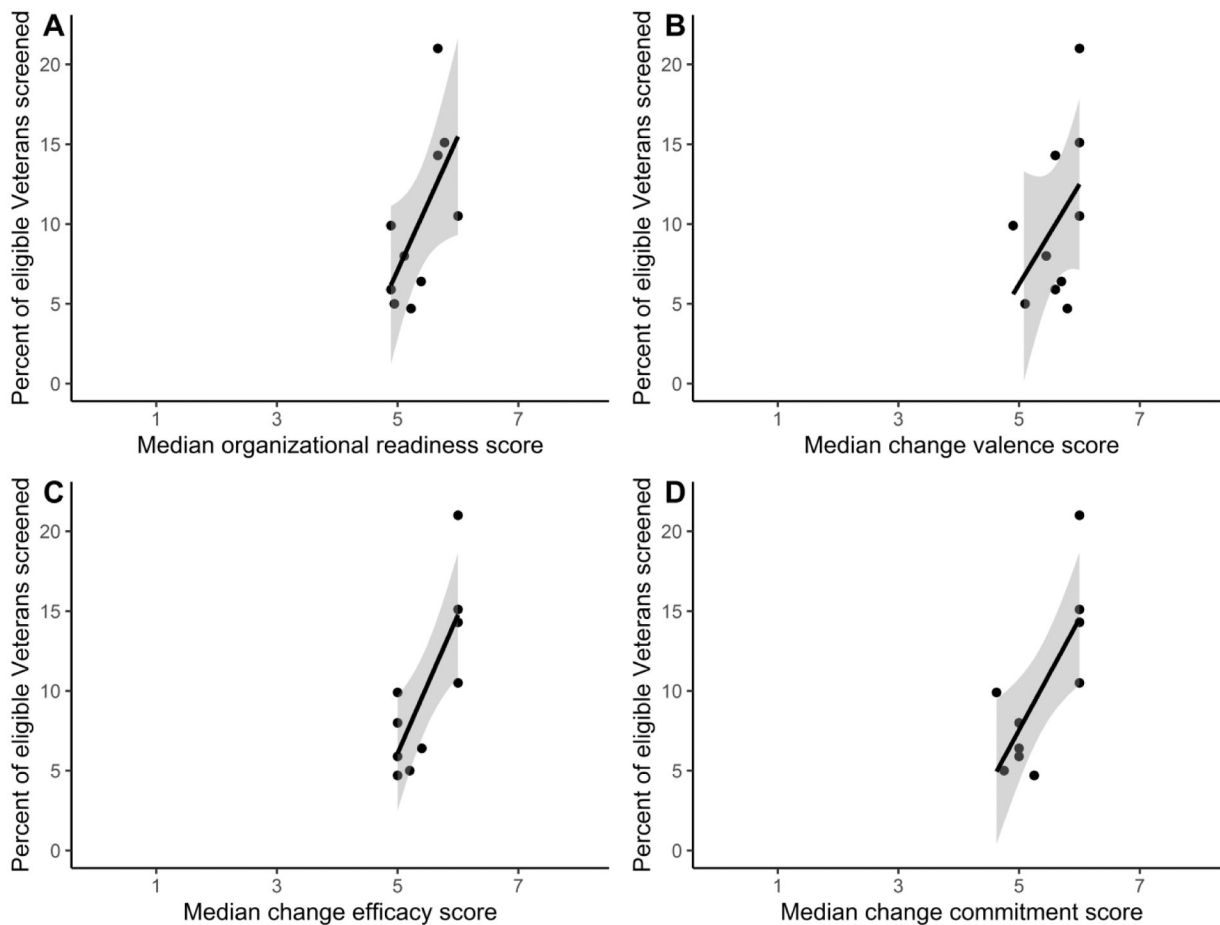 A
Percent of eligible Veterans screened
20
15
10
5
0
1 3 5 7
Median organizational readiness score
B
Percent of eligible Veterans screened
20
15
10
5
0
1 3 5 7
Median change valence score
C
Percent of eligible Veterans screened
20
15
10
5
0
1 3 5 7
Median change efficacy score
D
Percent of eligible Veterans screened
20
15
10
5
0
1 3 5 7
Median change commitment score